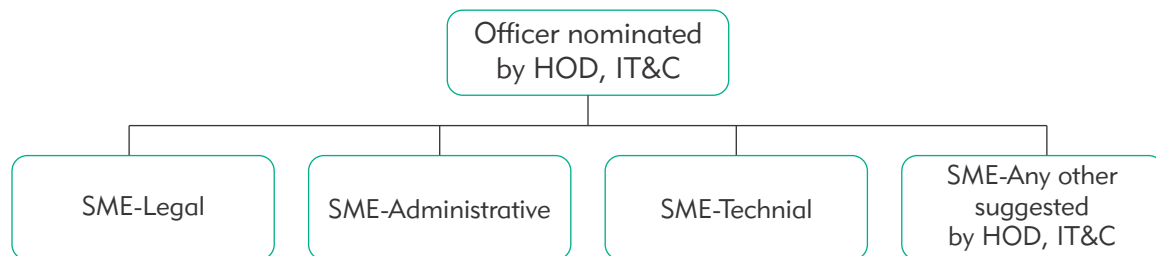 Officer nominated
by HOD, IT&C
SME-Legal
SME-Administrative
SME-Technial
SME-Any other
suggested
by HOD, IT&C